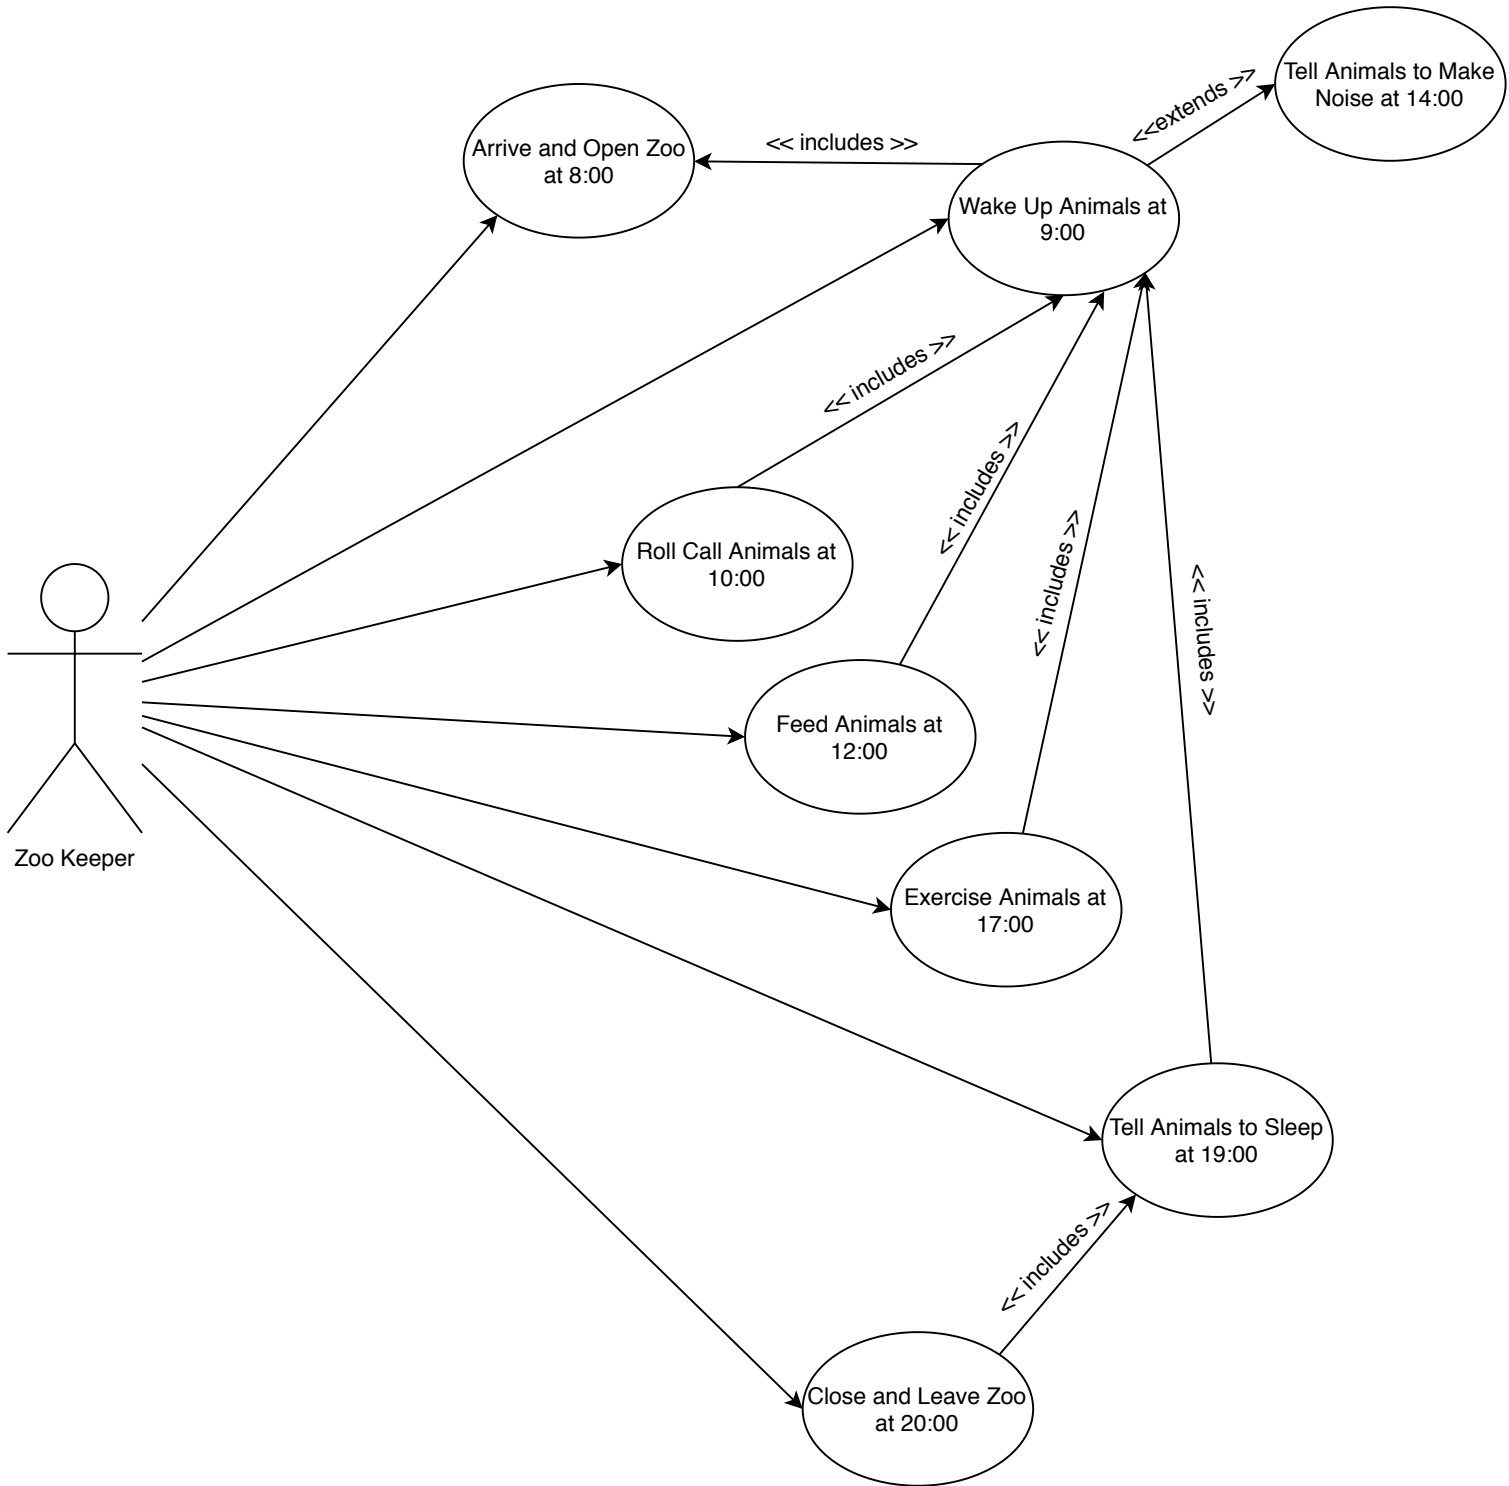 Tell Animals to Make
Noise at 14:00
<<extends >>
Arrive and Open Zoo
at 8:00
<< includes >>
Wake Up Animals at
9:00
<< includes >>
<< includes >>
Roll Call Animals at
10:00
<< includes >>
<< includes >>
Feed Animals at
12:00
Zoo Keeper
Exercise Animals at
17:00
Tell Animals to Sleep
at 19:00
<< includes >>
Close and Leave Zoo
at 20:00